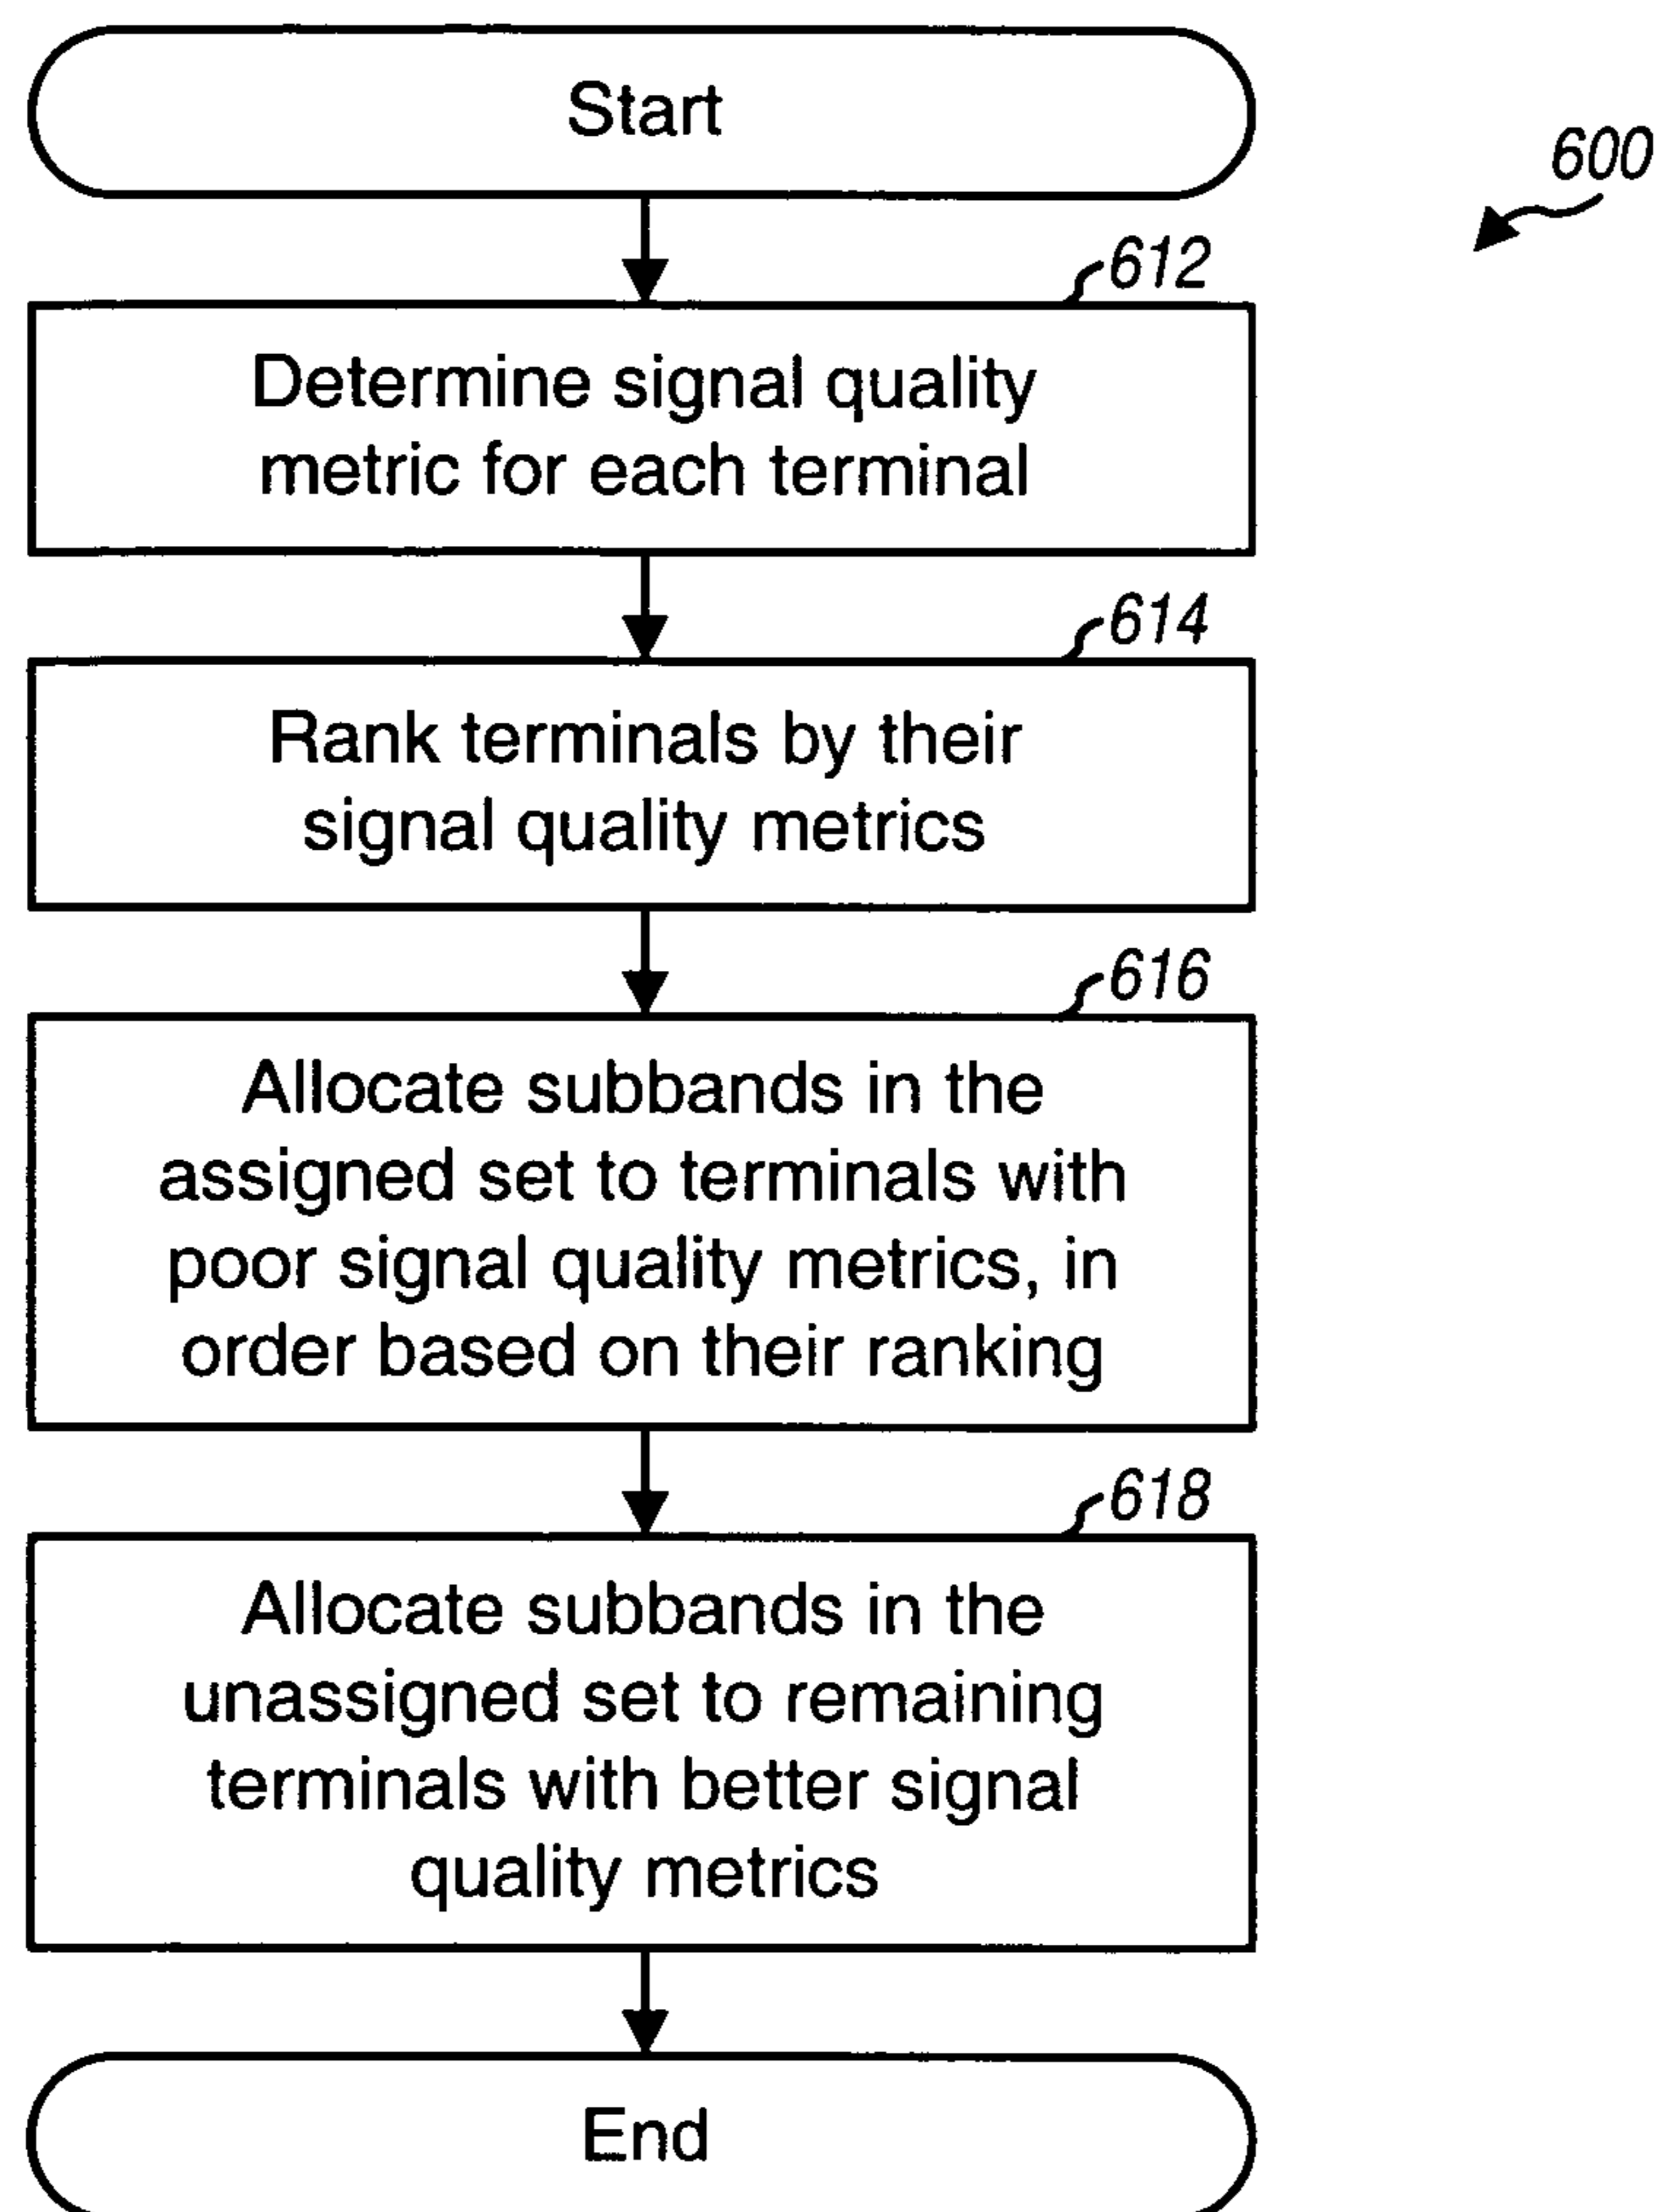 Start
600
612
Determine signal quality
metric for each terminal
614
Rank terminals by their
signal quality metrics
616
Allocate subbands in the
assigned set to terminals with
poor signal quality metrics, in
order based on their ranking
618
Allocate subbands in the
unassigned set to remaining
terminals with better signal
quality metrics
End